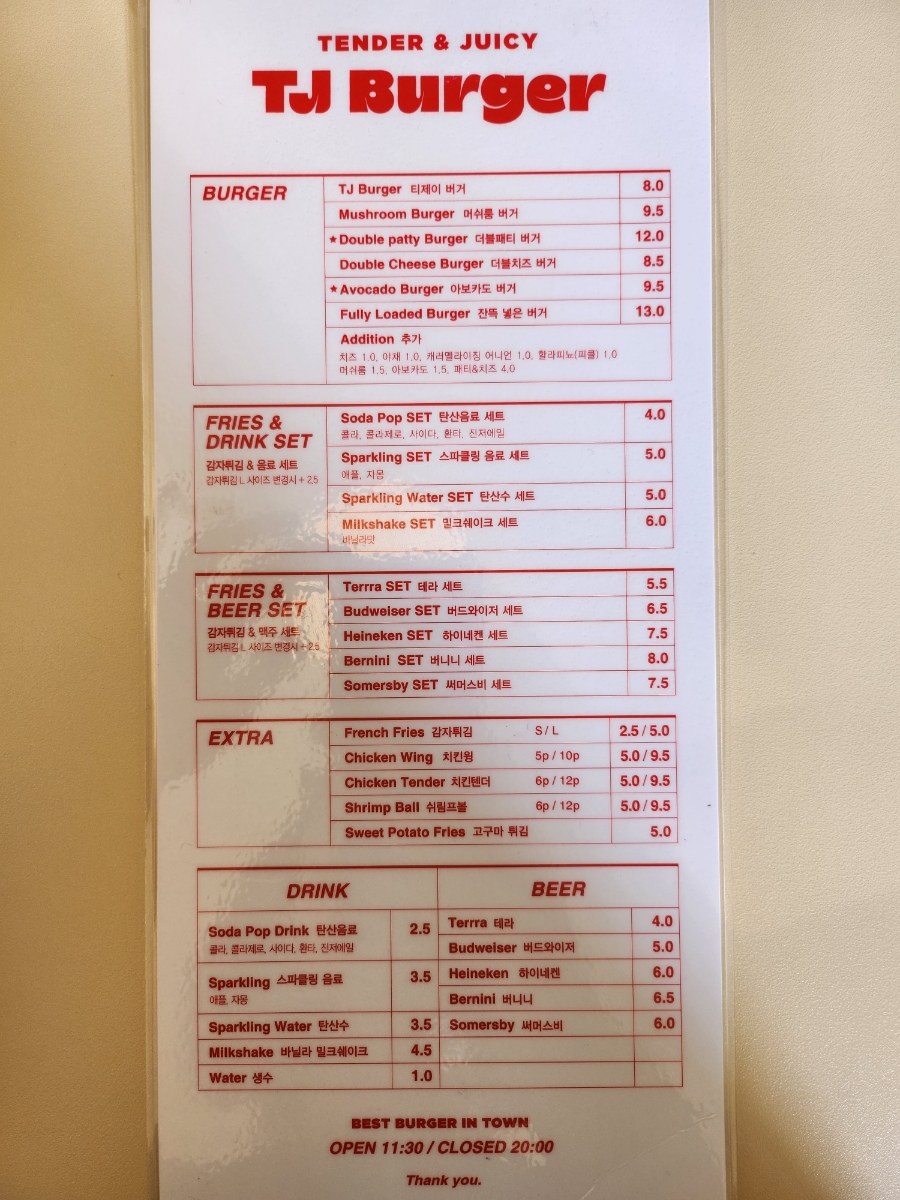 TENDER & JUICY
TJ Burger
BURGER
TJ Burger 티제이 버거 8.0
Mushroom Burger 머쉬룸 버거 9.5
★Double patty Burger 더블패티 버거 12.0
Double Cheese Burger 더블치즈 버거 8.5
★Avocado Burger 아보카도 버거 9.5
Fully Loaded Burger 잔뜩 넣은 버거 13.0
Addition 추가
치즈 1.0, 야채 1.0, 캐러멜라이징 어니언 1.0, 할라피뇨(피클) 1.0
머쉬룸 1.5, 아보카도 1.5, 패티&치즈 4.0
FRIES &
DRINK SET
감자튀김 & 음료 세트
감자튀김 L 사이즈 변경시 + 2.5
Soda Pop SET 탄산음료 세트 4.0
콜라, 콜라제로, 사이다, 환타, 진저에일
Sparkling SET 스파클링 음료 세트 5.0
애플, 자몽
Sparkling Water SET 탄산수 세트 5.0
Milkshake SET 밀크쉐이크 세트 6.0
바닐라맛
FRIES &
BEER SET
감자튀김 & 맥주 세트
감자튀김 L 사이즈 변경시 + 2.5
Terrra SET 테라 세트 5.5
Budweiser SET 버드와이저 세트 6.5
Heineken SET 하이네켄 세트 7.5
Bernini SET 버니니 세트 8.0
Somersby SET 써머스비 세트 7.5
EXTRA
French Fries 감자튀김 S / L 2.5 / 5.0
Chicken Wing 치킨윙 5p / 10p 5.0 / 9.5
Chicken Tender 치킨텐더 6p / 12p 5.0 / 9.5
Shrimp Ball 쉬림프볼 6p / 12p 5.0 / 9.5
Sweet Potato Fries 고구마 튀김 5.0
DRINK
Soda Pop Drink 탄산음료 2.5
콜라, 콜라제로, 사이다, 환타, 진저에일
Sparkling 스파클링 음료 3.5
애플, 자몽
Sparkling Water 탄산수 3.5
Milkshake 바닐라 밀크쉐이크 4.5
Water 생수 1.0
BEER
Terrra 테라 4.0
Budweiser 버드와이저 5.0
Heineken 하이네켄 6.0
Bernini 버니니 6.5
Somersby 써머스비 6.0
BEST BURGER IN TOWN
OPEN 11:30 / CLOSED 20:00
Thank you.